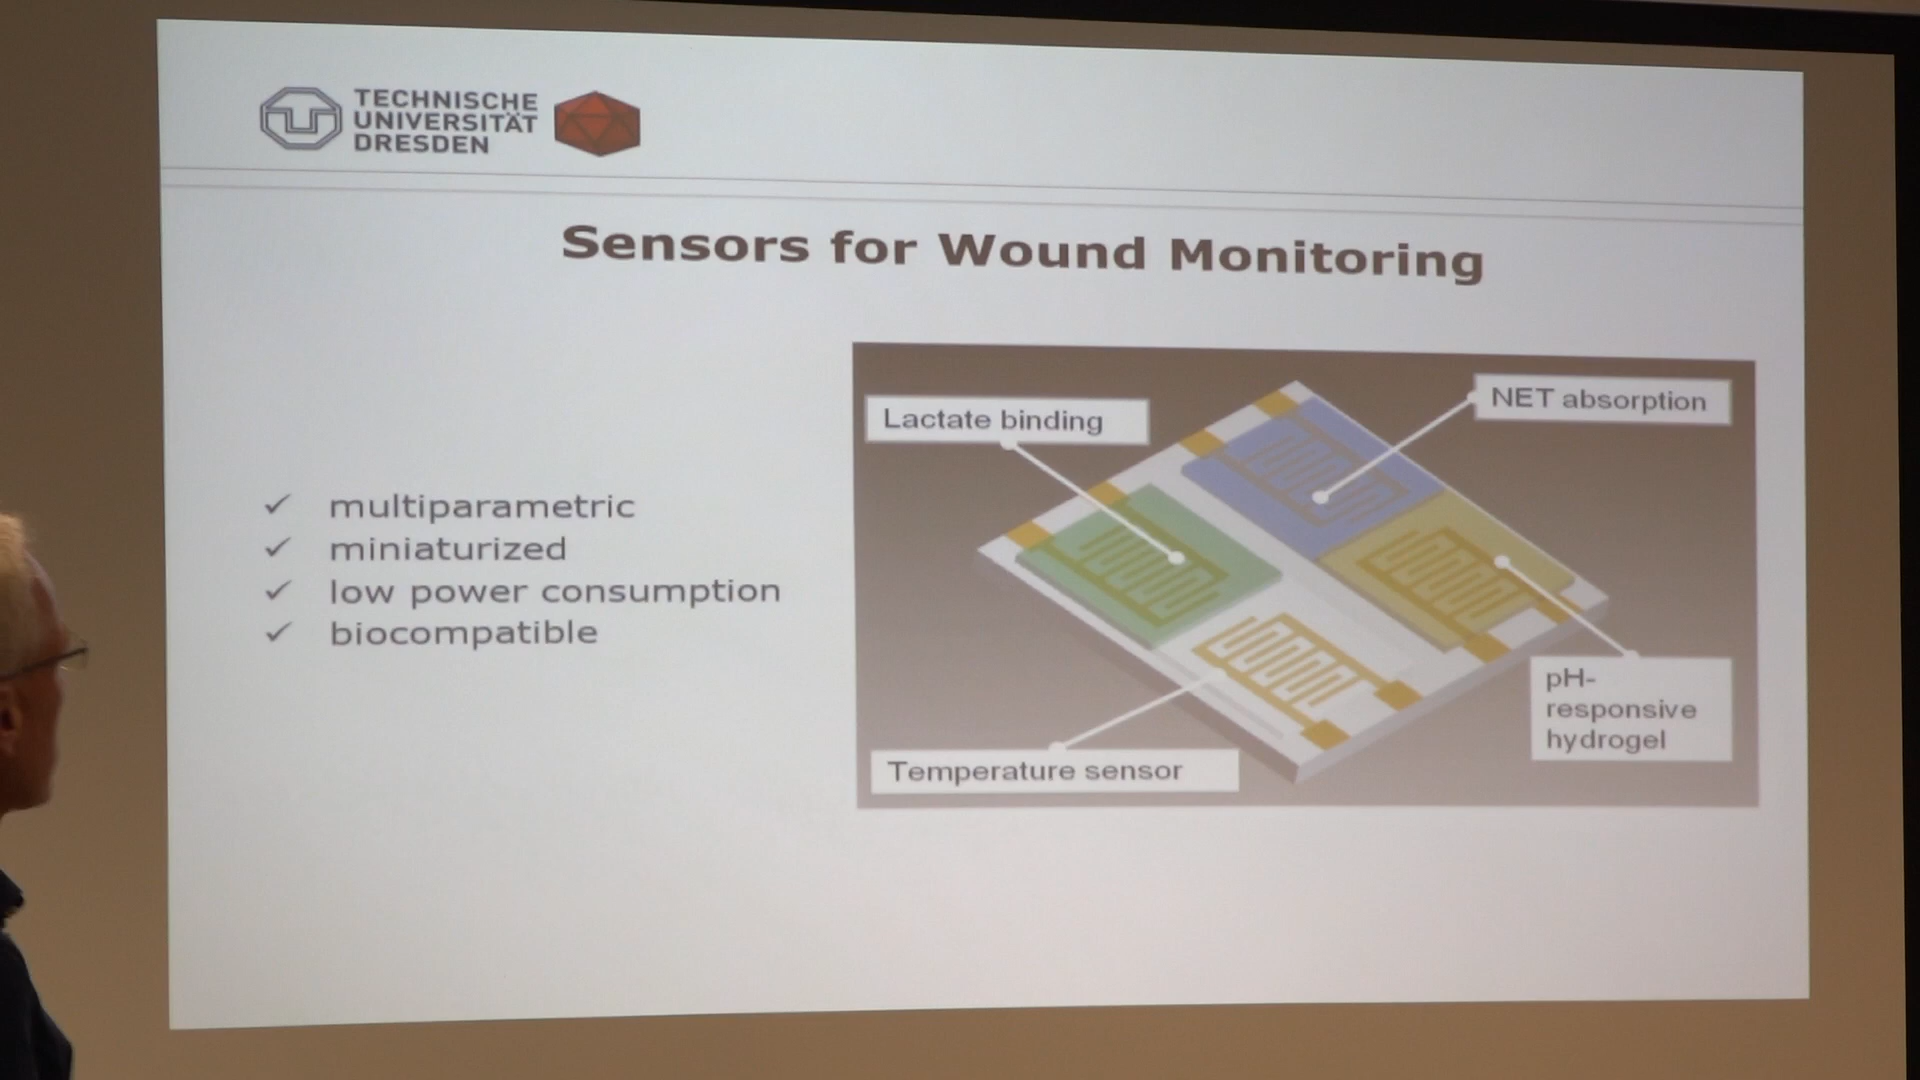 TECHNISCHE
UNIVERSITÄT
DRESDEN
Sensors for Wound Monitoring
✓ multiparametric
✓ miniaturized
✓ low power consumption
✓ biocompatible
Lactate binding
NET absorption
pH-
responsive
hydrogel
Temperature sensor